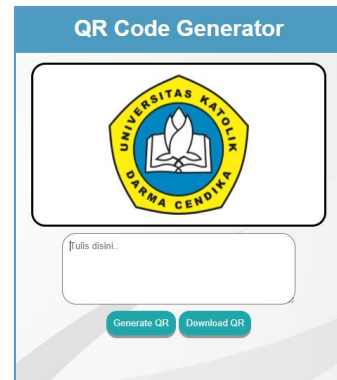 QR Code Generator
UNIVERSITAS KATOLIK
DARMA CENDIKA
Tulis disini..
Generate QR
Download QR